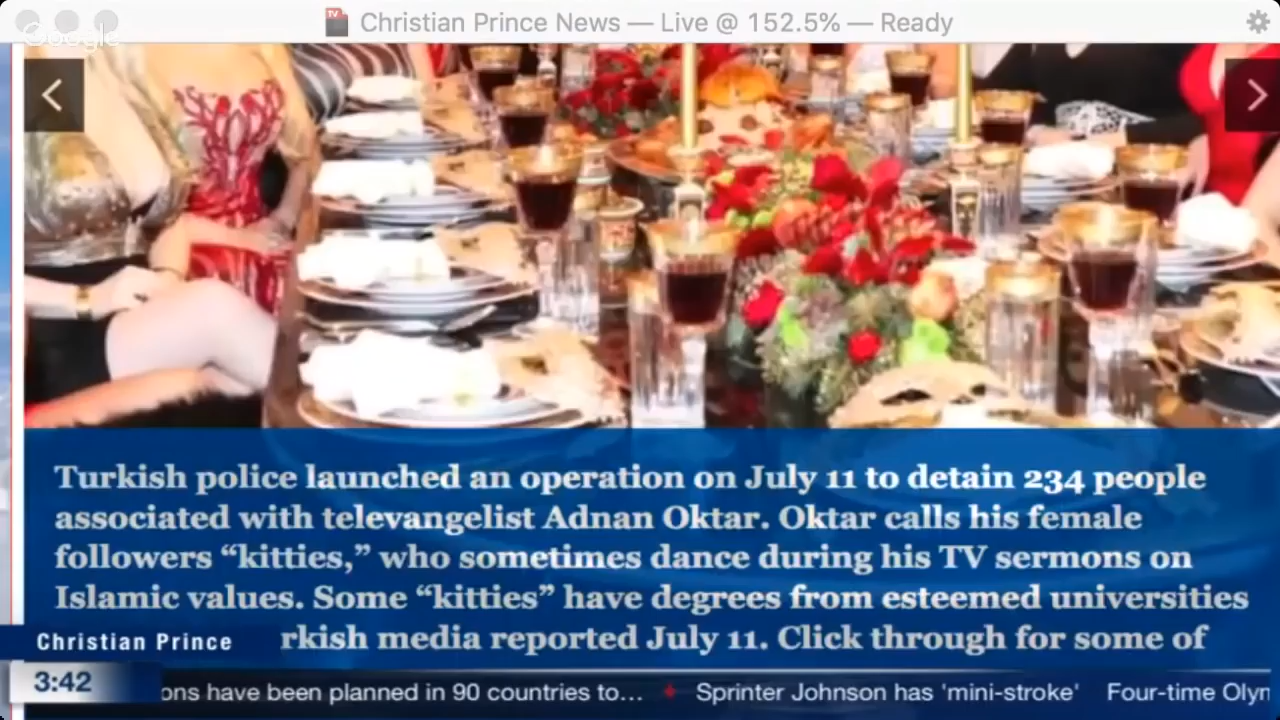 Christian Prince News — Live @ 152.5% — Ready
Google
TV
Turkish police launched an operation on July 11 to detain 234 people
associated with televangelist Adnan Oktar. Oktar calls his female
followers “kitties,” who sometimes dance during his TV sermons on
Islamic values. Some “kitties” have degrees from esteemed universities
rkish media reported July 11. Click through for some of
Christian Prince
3:42
ons have been planned in 90 countries to... Sprinter Johnson has 'mini-stroke' Four-time Olyn